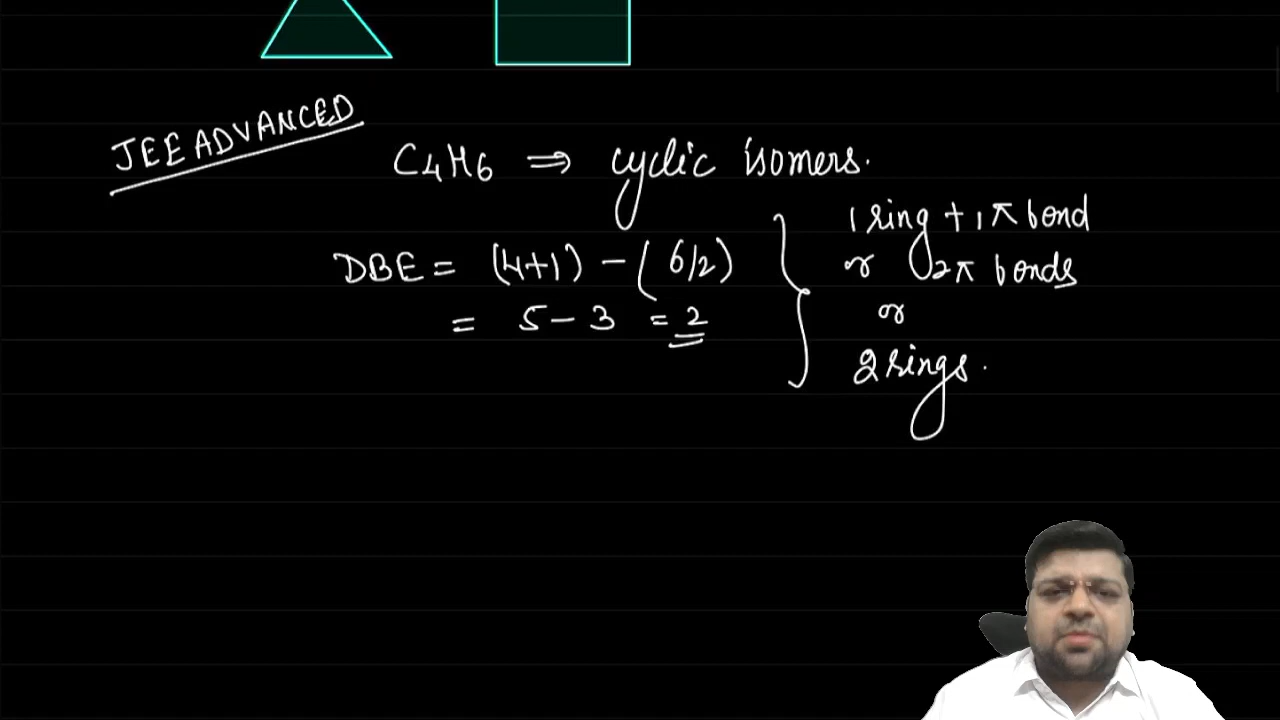 JEE ADVANCED
C4H6 ⇒ cyclic isomers.
DBE = (4+1) - (6/2)
= 5 - 3 = 2
1 ring + 1 π bond
or 2π bonds
or
2 rings.